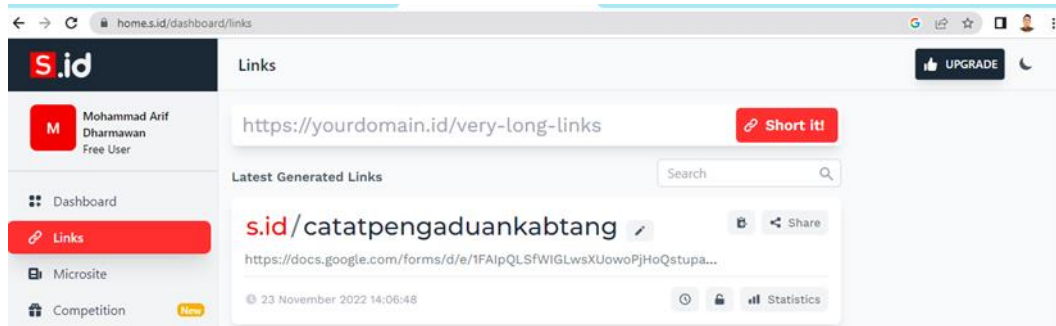 home.s.id/dashboard/links
S.id
Links
UPGRADE
M
Mohammad Arif
Dharmawan
Free User
https://yourdomain.id/very-long-links
Short it!
Latest Generated Links
Search
Dashboard
Links
Microsite
Competition
New
s.id/catatpengaduankabtang
Share
https://docs.google.com/forms/d/e/1FAIpQLSfWIGLwsXUowoPjHoQstupa...
23 November 2022 14:06:48
Statistics